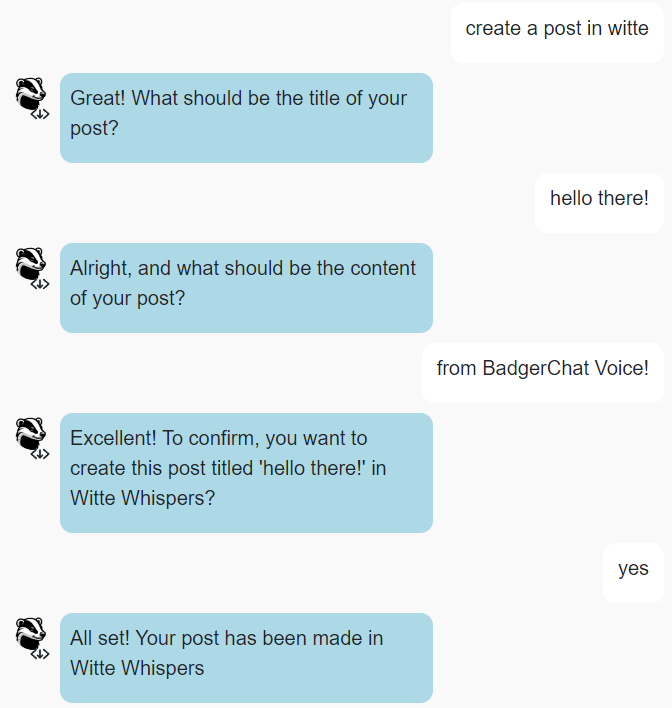 create a post in witte
Great! What should be the title of your
post?
hello there!
Alright, and what should be the content
of your post?
from BadgerChat Voice!
Excellent! To confirm, you want to
create this post titled 'hello there!' in
Witte Whispers?
yes
All set! Your post has been made in
Witte Whispers